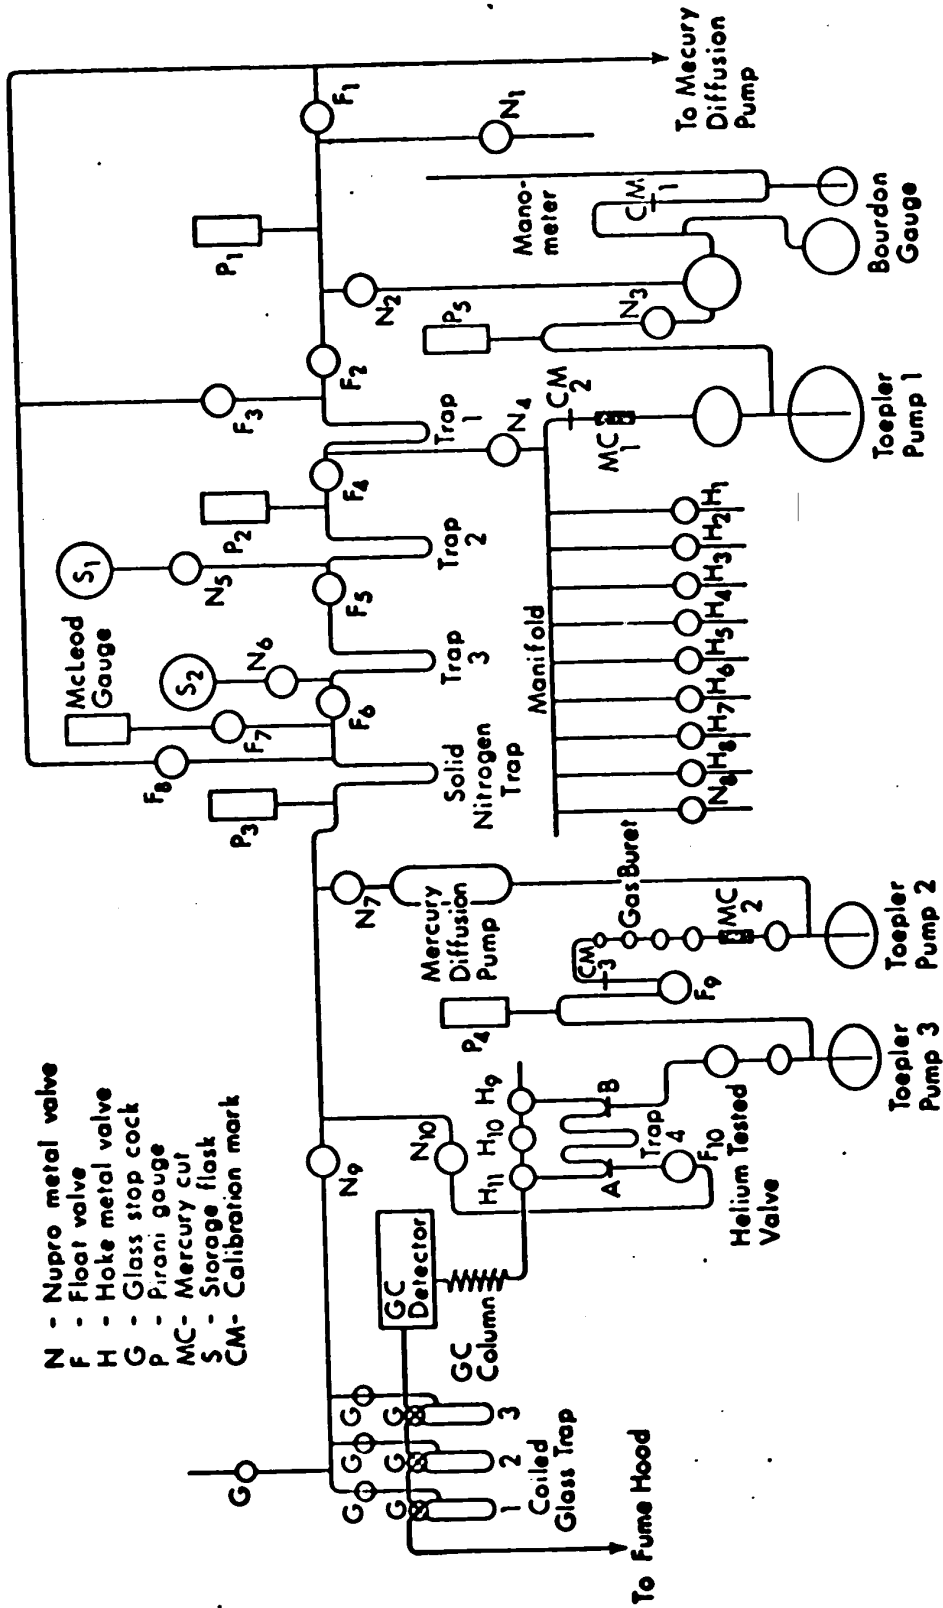 N - Nupro metal valve
F - Float valve
H - Hoke metal valve
G - Glass stop cock
P - Pirani gauge
MC- Mercury cut
S - Storage flask
CM- Calibration mark
G
G
G
G
G
G
G
1
2
3
Coiled
Glass Trap
To Fume Hood
GC
Detector
GC
Column
N9
N10
H11
H10
H9
A
B
Trap
4
F10
Helium Tested
Valve
P4
Toepler
Pump 3
F9
CM
3
Gas Buret
MC
2
Toepler
Pump 2
N7
Mercury
Diffusion
Pump
P3
F8
Solid
Nitrogen
Trap
McLeod
Gauge
F7
F6
S2
N6
Trap
3
S1
N5
F5
P2
Trap
2
F4
Trap
1
F3
F2
N4
Manifold
N8
H8
H7
H6
H5
H4
H3
H2
H1
CM
2
MC
1
Toepler
Pump 1
P5
N3
N2
P1
Mano-
meter
CM
1
Bourdon
Gauge
F1
N1
To Mecury
Diffusion
Pump